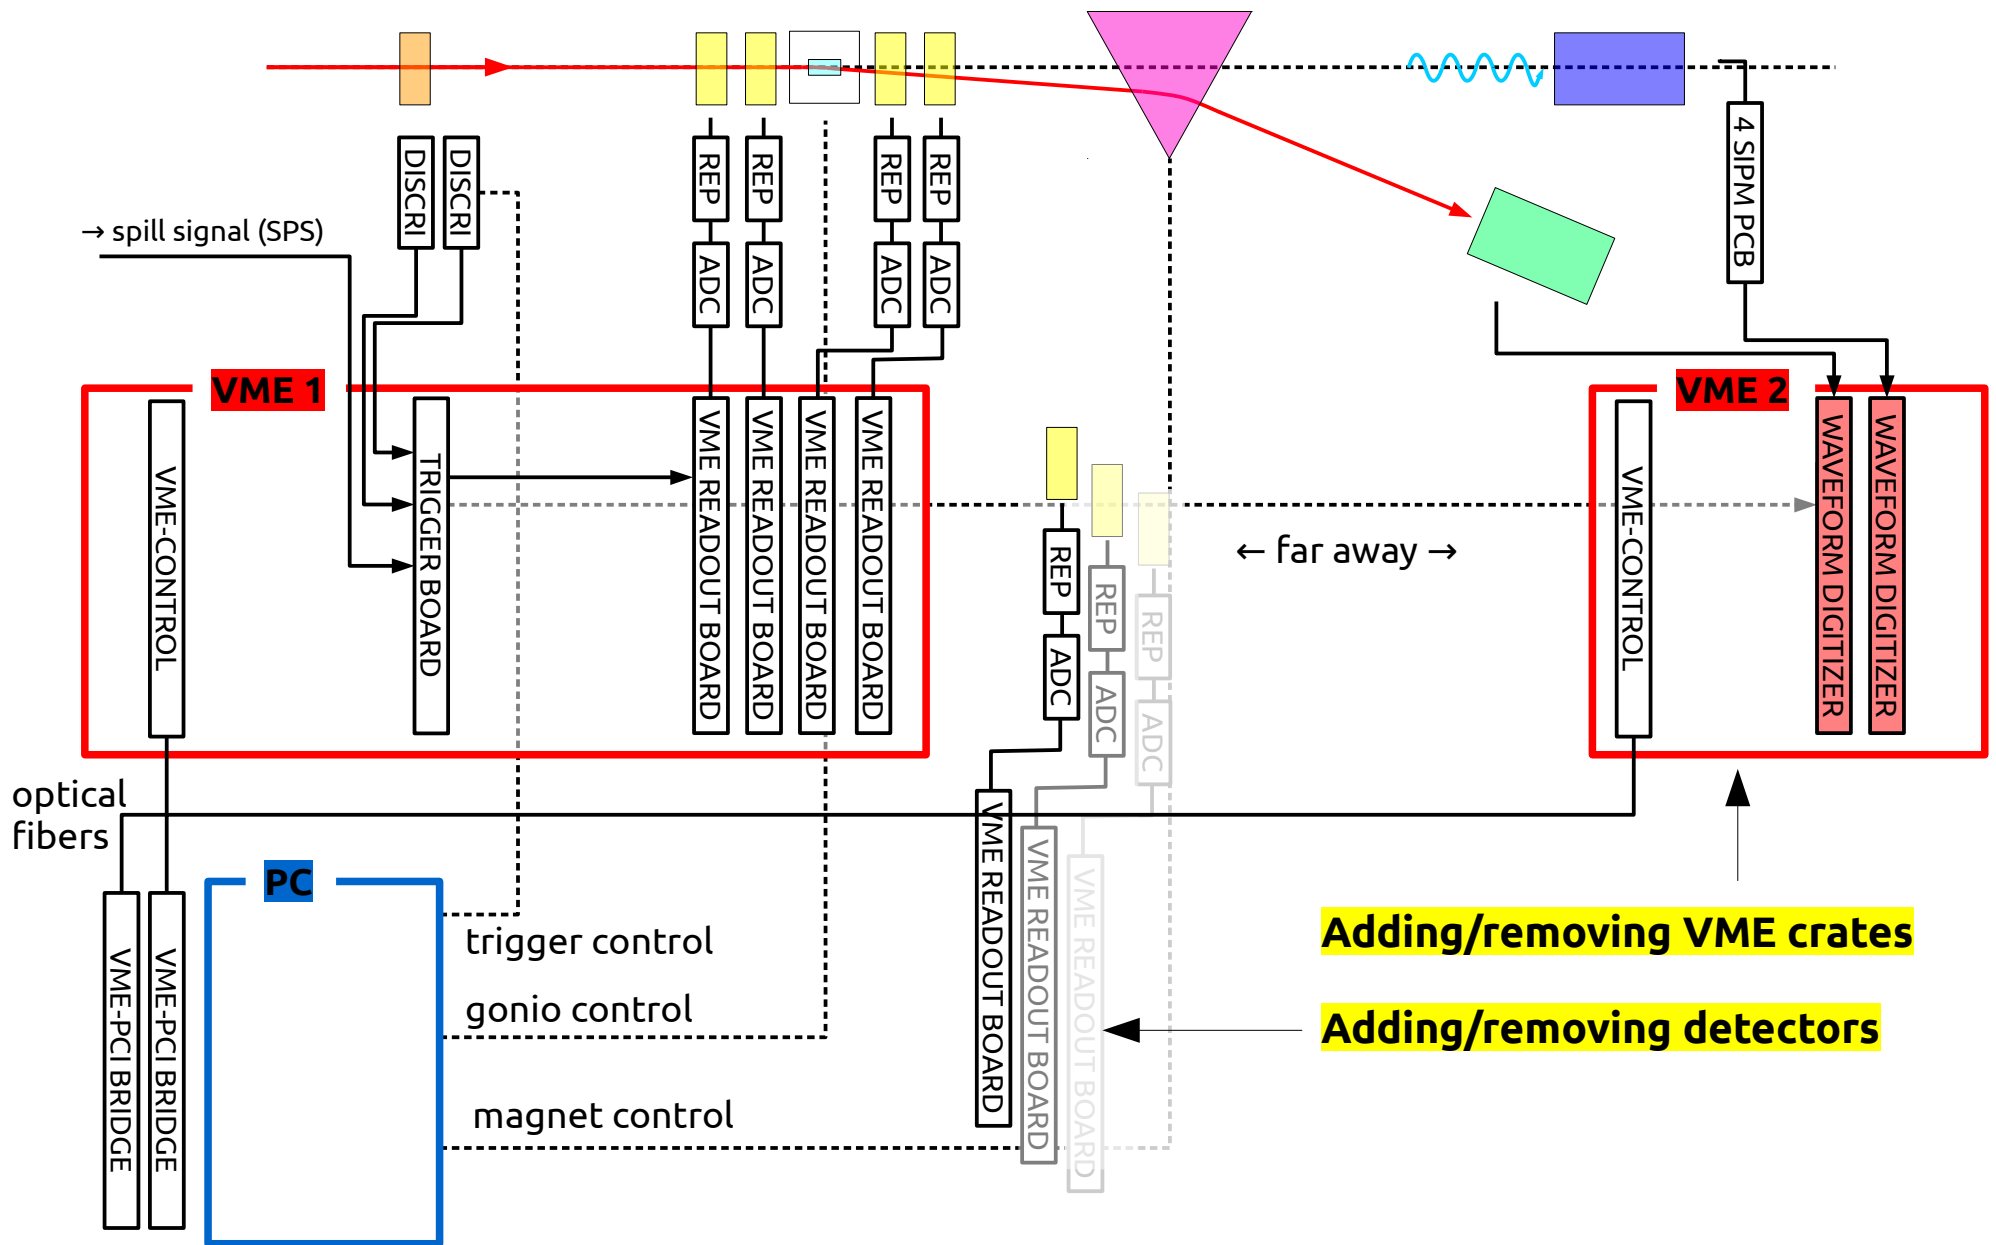 DISCRI
DISCRI
REP
REP
REP
REP
4 SIPM PCB
→ spill signal (SPS)
ADC
ADC
ADC
ADC
VME 1
VME 2
VME-CONTROL
TRIGGER BOARD
VME READOUT BOARD
VME READOUT BOARD
VME READOUT BOARD
VME READOUT BOARD
VME-CONTROL
WAVEFORM DIGITIZER
WAVEFORM DIGITIZER
← far away →
REP
REP
REP
ADC
ADC
ADC
optical
fibers
VME READOUT BOARD
VME READOUT BOARD
VME READOUT BOARD
PC
VME-PCI BRIDGE
VME-PCI BRIDGE
trigger control
gonio control
magnet control
Adding/removing VME crates
Adding/removing detectors